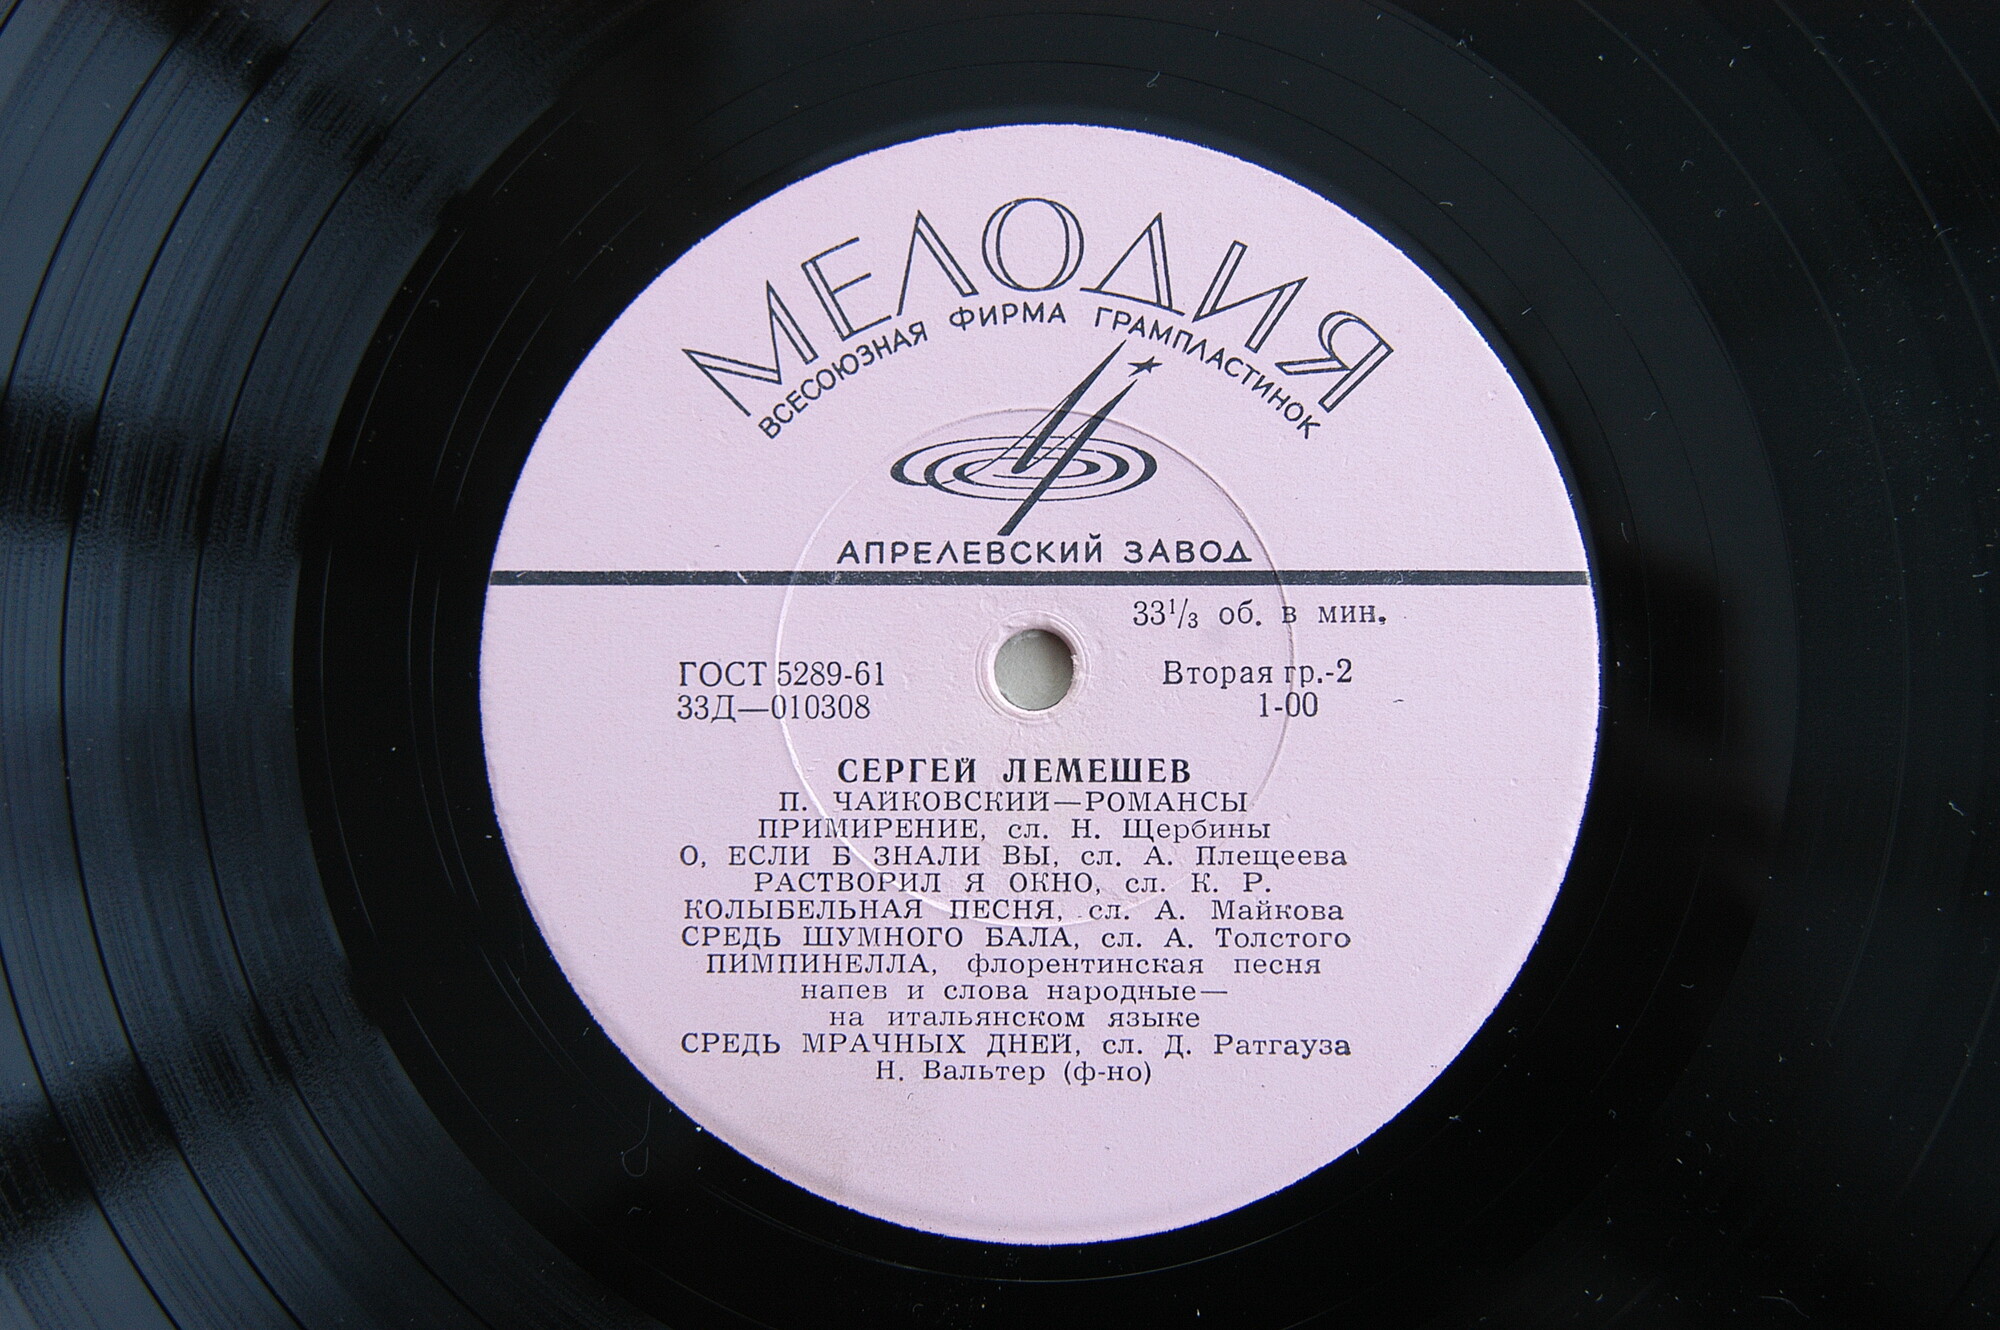 МЕЛОДИЯ
ВСЕСОЮЗНАЯ ФИРМА ГРАМПЛАСТИНОК
АПРЕЛЕВСКИЙ ЗАВОД
33¹/₃ об. в мин.
ГОСТ 5289-61
33Д—010308
Вторая гр.-2
1-00
СЕРГЕЙ ЛЕМЕШЕВ
П. ЧАЙКОВСКИЙ—РОМАНСЫ
ПРИМИРЕНИЕ, сл. Н. Щербины
О, ЕСЛИ Б ЗНАЛИ ВЫ, сл. А. Плещеева
РАСТВОРИЛ Я ОКНО, сл. К. Р.
КОЛЫБЕЛЬНАЯ ПЕСНЯ, сл. А. Майкова
СРЕДЬ ШУМНОГО БАЛА, сл. А. Толстого
ПИМПИНЕЛЛА, флорентинская песня
напев и слова народные—
на итальянском языке
СРЕДЬ МРАЧНЫХ ДНЕЙ, сл. Д. Ратгауза
Н. Вальтер (ф-но)